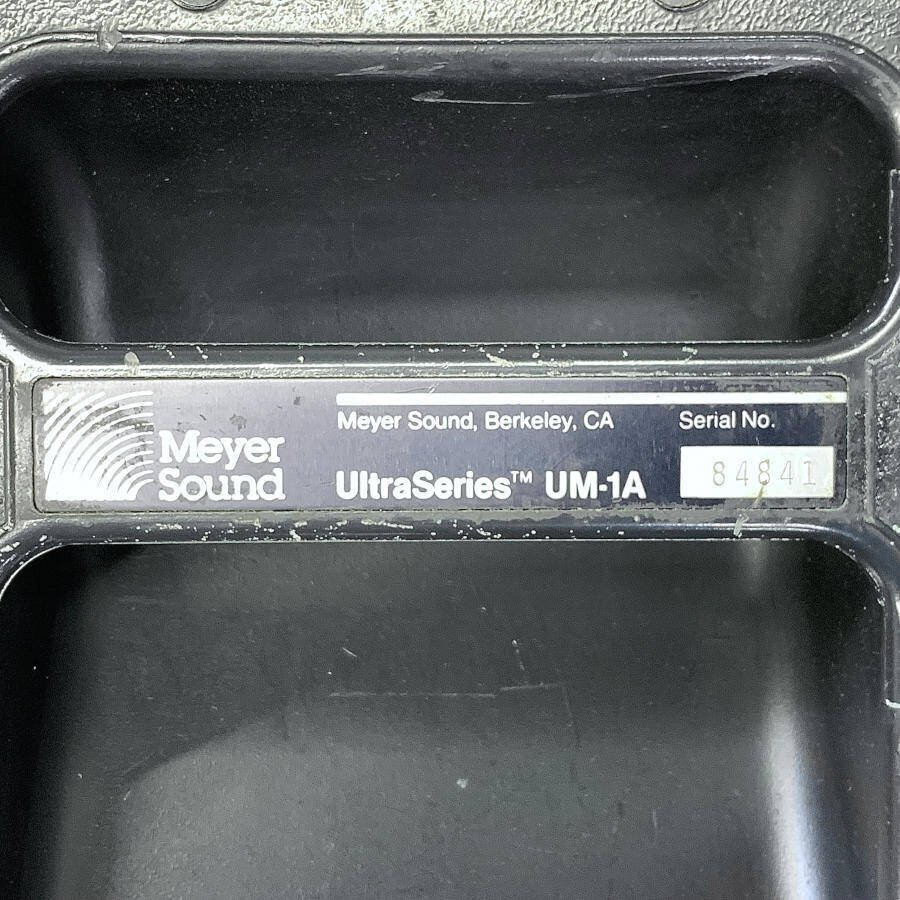 Meyer Sound, Berkeley, CA
Serial No.
Meyer
Sound
UltraSeries™ UM-1A
84841